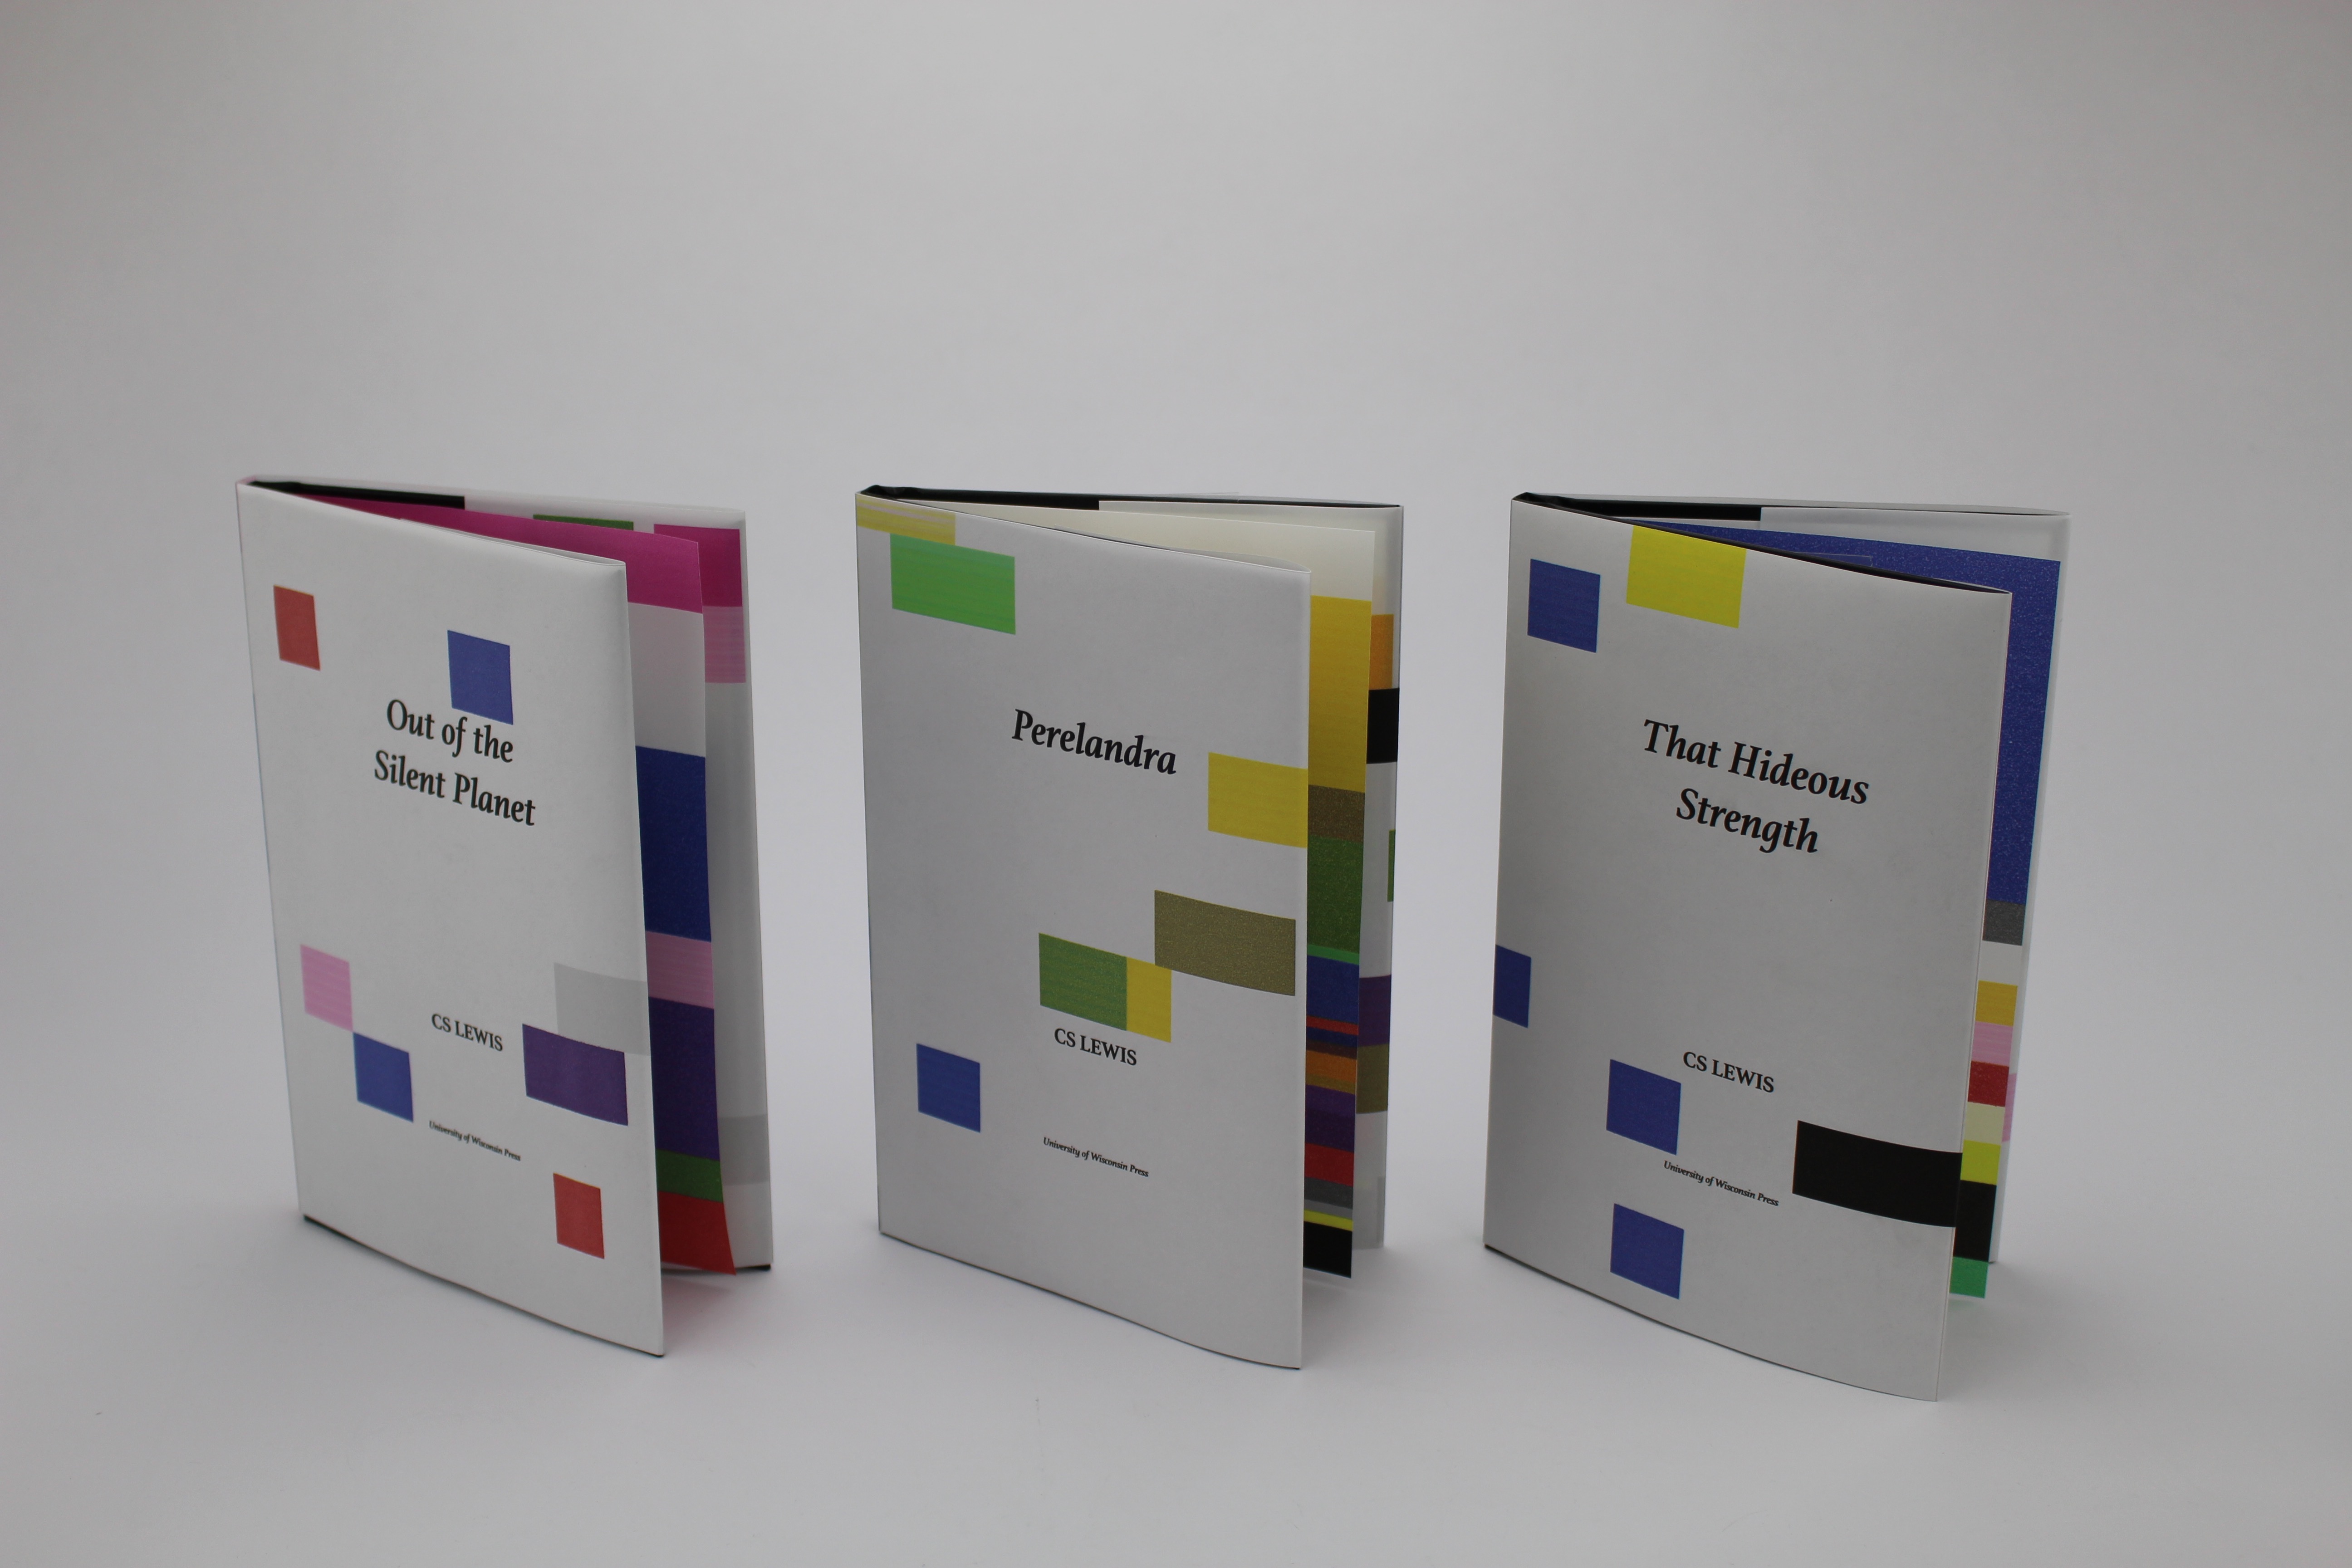 Out of the
Silent Planet
CS LEWIS
University of Wisconsin Press
Perelandra
CS LEWIS
University of Wisconsin Press
That Hideous
Strength
CS LEWIS
University of Wisconsin Press